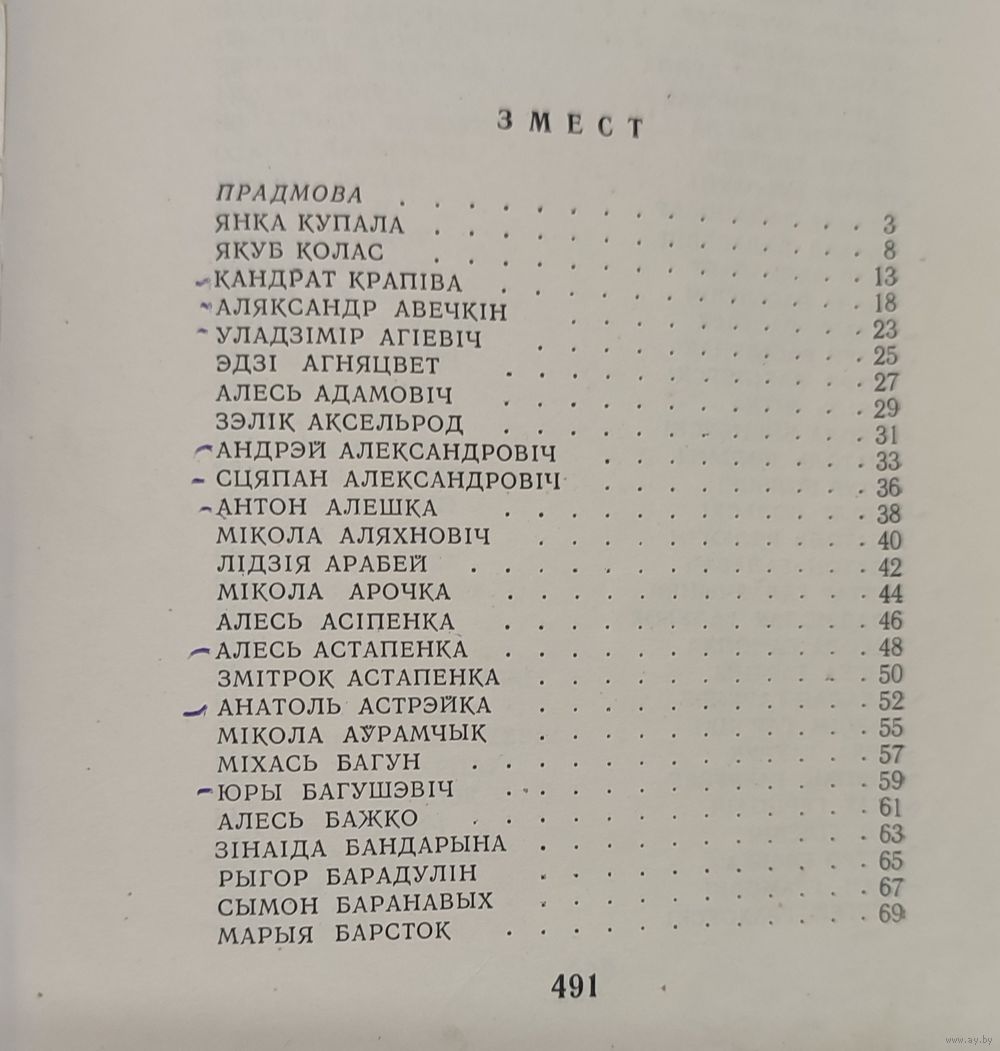 ЗМЕСТ
ПРАДМОВА . . . . . . . . . . . . . . 3
ЯНКА КУПАЛА . . . . . . . . . . . . . 8
ЯКУБ КОЛАС . . . . . . . . . . . . . 13
КАНДРАТ КРАПІВА . . . . . . . . . . . 18
АЛЯКСАНДР АВЕЧКІН . . . . . . . . . 23
УЛАДЗІМІР АГІЕВІЧ . . . . . . . . . . 25
ЭДЗІ АГНЯЦВЕТ . . . . . . . . . . . 27
АЛЕСЬ АДАМОВІЧ . . . . . . . . . . . 29
ЗЭЛІК АКСЕЛЬРОД . . . . . . . . . . . 31
АНДРЭЙ АЛЕКСАНДРОВІЧ . . . . . . . . 33
СЦЯПАН АЛЕКСАНДРОВІЧ . . . . . . . . 36
АНТОН АЛЕШКА . . . . . . . . . . . 38
МІКОЛА АЛЯХНОВІЧ . . . . . . . . . . 40
ЛІДЗІЯ АРАБЕЙ . . . . . . . . . . . . 42
МІКОЛА АРОЧКА . . . . . . . . . . . 44
АЛЕСЬ АСІПЕНКА . . . . . . . . . . . 46
АЛЕСЬ АСТАПЕНКА . . . . . . . . . . . 48
ЗМІТРОК АСТАПЕНКА . . . . . . . . . . 50
АНАТОЛЬ АСТРЭЙКА . . . . . . . . . . 52
МІКОЛА АЎРАМЧЫК . . . . . . . . . . 55
МІХАСЬ БАГУН . . . . . . . . . . . . 57
ЮРЫ БАГУШЭВІЧ . . . . . . . . . . . 59
АЛЕСЬ БАЖКО . . . . . . . . . . . . 61
ЗІНАІДА БАНДАРЫНА . . . . . . . . . . 63
РЫГОР БАРАДУЛІН . . . . . . . . . . 65
СЫМОН БАРАНАВЫХ . . . . . . . . . . 67
МАРЫЯ БАРСТОК . . . . . . . . . . . 69
491
www.ay.by